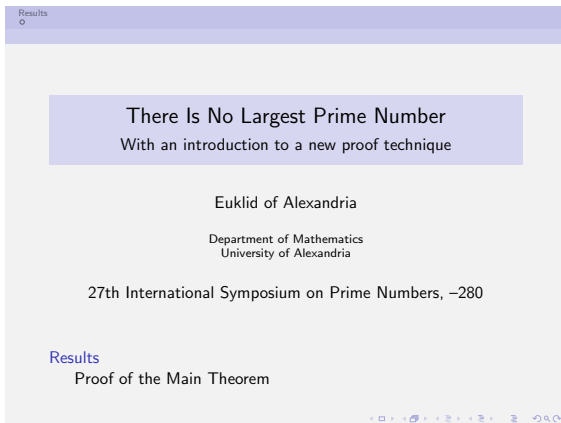 Results
There Is No Largest Prime Number
With an introduction to a new proof technique
Euklid of Alexandria
Department of Mathematics
University of Alexandria
27th International Symposium on Prime Numbers, –280
Results
Proof of the Main Theorem